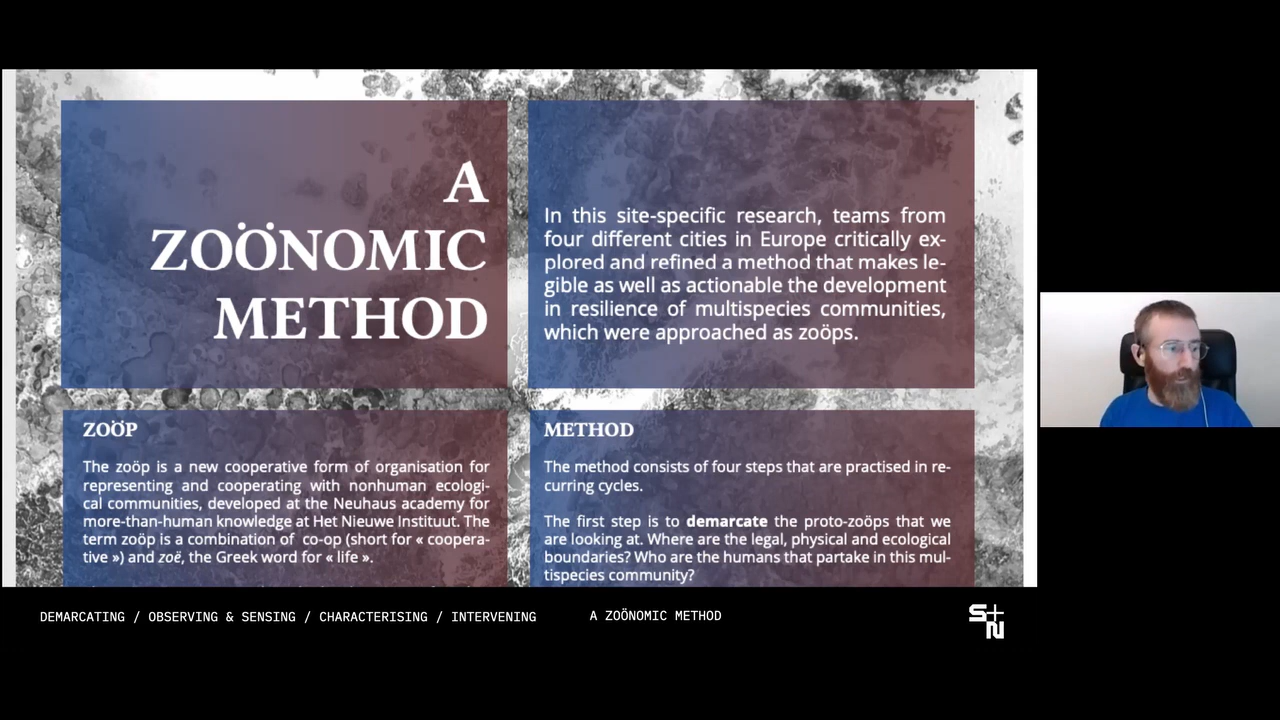 A
ZOÖNOMIC
METHOD
In this site-specific research, teams from
four different cities in Europe critically ex-
plored and refined a method that makes le-
gible as well as actionable the development
in resilience of multispecies communities,
which were approached as zoöps.
ZOÖP
The zoöp is a new cooperative form of organisation for
representing and cooperating with nonhuman ecologi-
cal communities, developed at the Neuhaus academy for
more-than-human knowledge at Het Nieuwe Instituut. The
term zoöp is a combination of co-op (short for « coopera-
tive ») and zoë, the Greek word for « life ».
METHOD
The method consists of four steps that are practised in re-
curring cycles.
The first step is to demarcate the proto-zoöps that we
are looking at. Where are the legal, physical and ecological
boundaries? Who are the humans that partake in this mul-
tispecies community?
DEMARCATING / OBSERVING & SENSING / CHARACTERISING / INTERVENING
A ZOÖNOMIC METHOD
S+
N